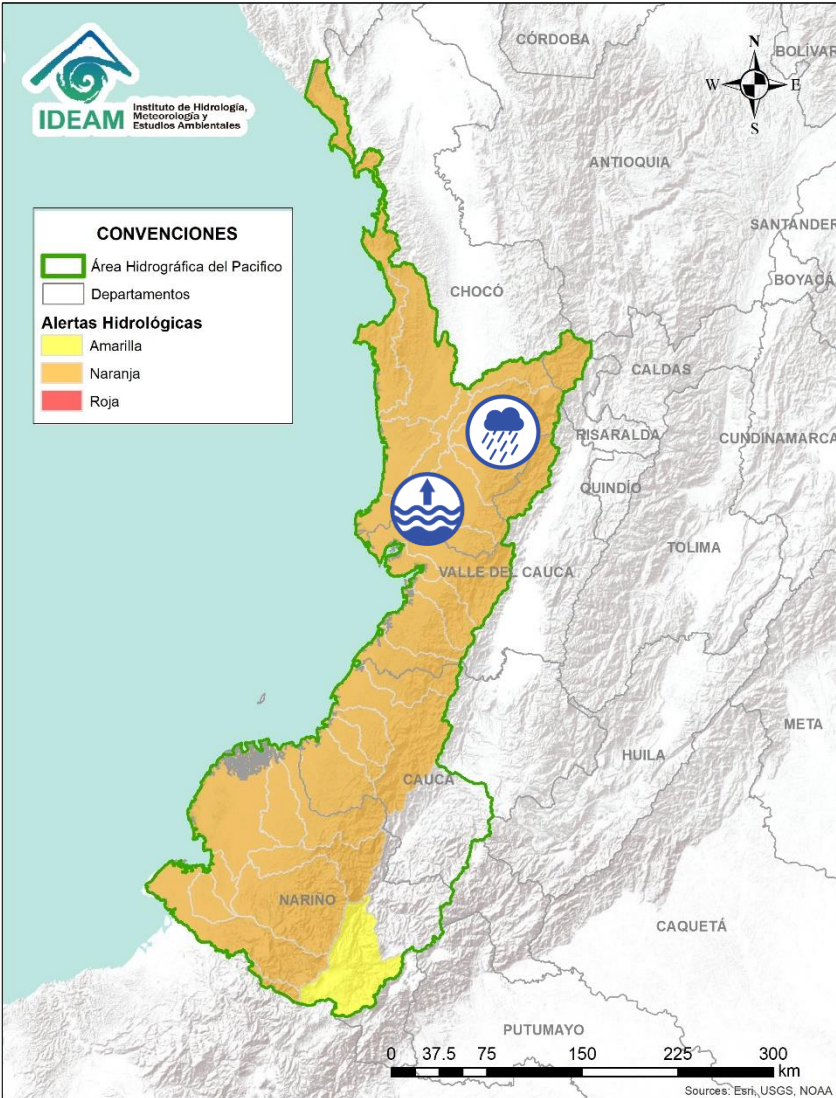 IDEAM
Instituto de Hidrología,
Meteorología y
Estudios Ambientales
CONVENCIONES
Área Hidrográfica del Pacifico
Departamentos
Alertas Hidrológicas
Amarilla
Naranja
Roja
N
W
E
S
CÓRDOBA
BOLÍVAR
ANTIOQUIA
SANTANDER
BOYACÁ
CHOCÓ
CALDAS
RISARALDA
CUNDINAMARCA
QUINDÍO
TOLIMA
VALLE DEL CAUCA
META
HUILA
CAUCA
NARIÑO
CAQUETÁ
PUTUMAYO
0 37.5 75 150 225 300
km
Sources: Esri, USGS, NOAA